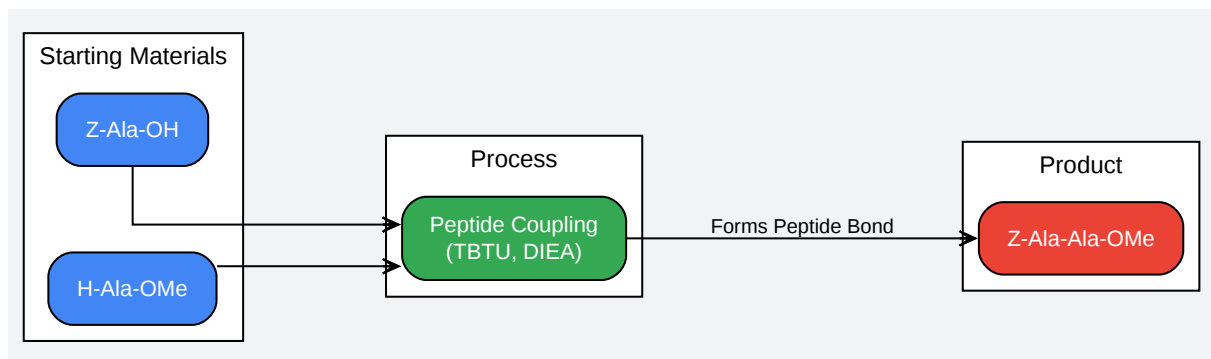 Starting Materials
Z-Ala-OH
H-Ala-OMe
Process
Peptide Coupling
(TBTU, DIEA)
Forms Peptide Bond
Product
Z-Ala-Ala-OMe